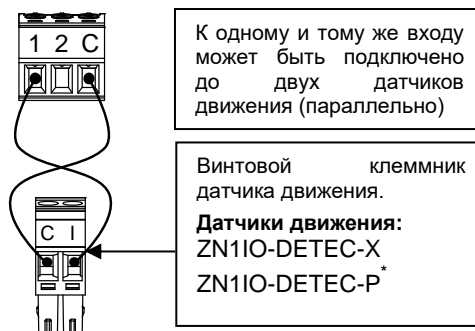 1 2 C
К одному и тому же входу
может быть подключено
до двух датчиков
движения (параллельно)
C I
Винтовой клеммник
датчика движения.
Датчики движения:
ZN1IO-DETEC-X
ZN1IO-DETEC-P*